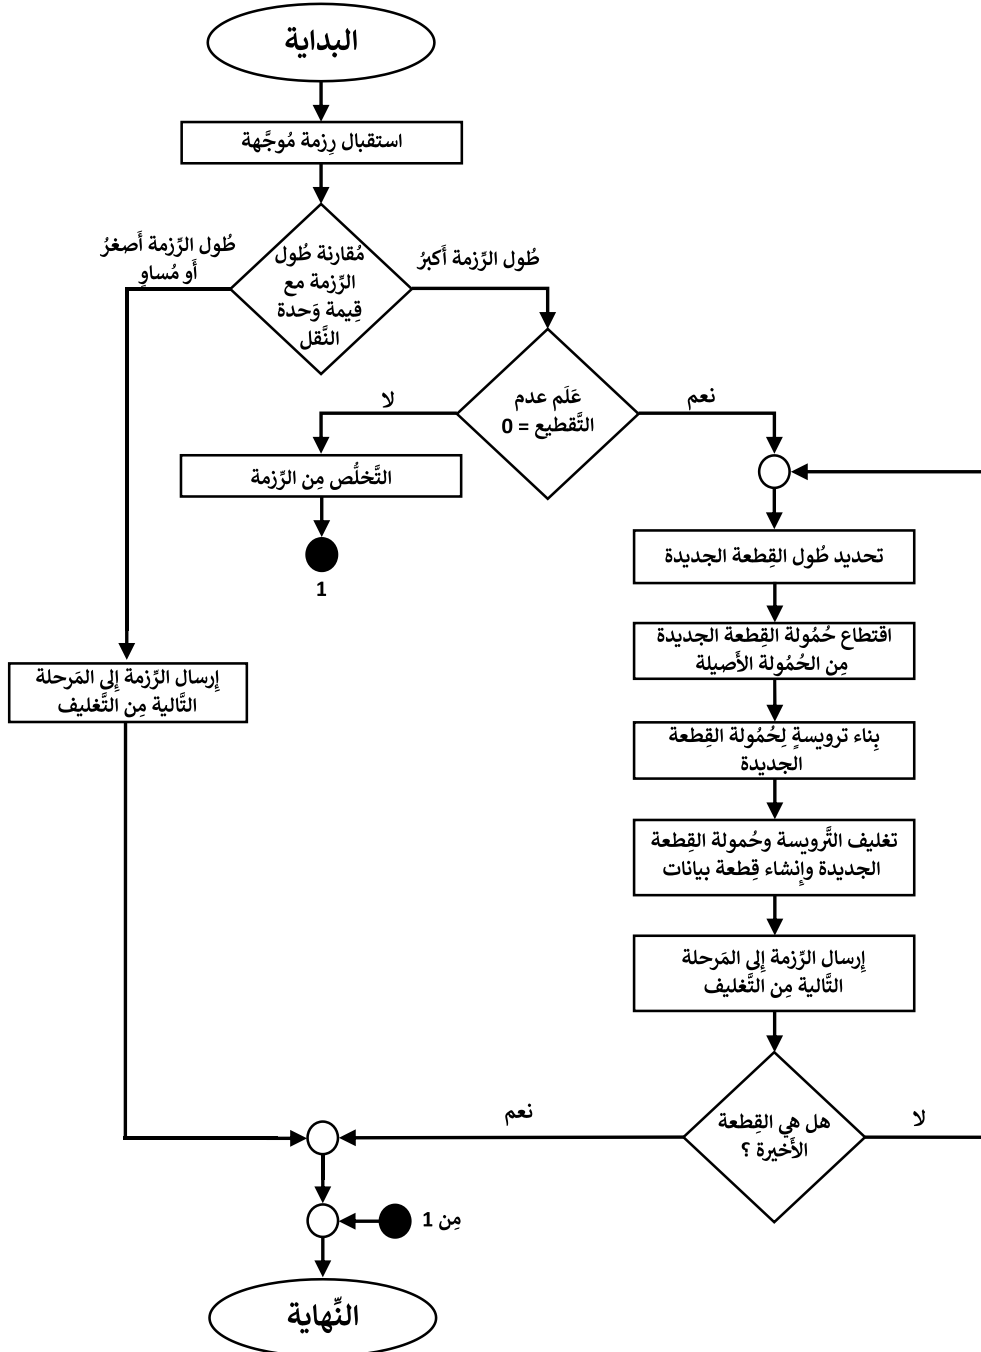 البداية
استقبال رِزمة مُوجَّهة
مُقارنة طُول
الرِّزمة مع
قِيمة وَحدة
النَّقل
طُول الرِّزمة أَصغرُ
أَو مُساوٍ
طُول الرِّزمة أَكبرُ
عَلَم عدم
التَّقطيع = 0
لا
نعم
التَّخلُّص مِن الرِّزمة
1
تحديد طُول القِطعة الجديدة
اقتطاع حُمُولة القِطعة الجديدة
مِن الحُمُولة الأَصيلة
بِناء ترويسة لِحُمُولة القِطعة
الجديدة
تغليف التَّرويسة وحُمولة القِطعة
الجديدة وإِنشاء قِطعة بيانات
إِرسال الرِّزمة إِلى المَرحلة
التَّالية مِن التَّغليف
إِرسال الرِّزمة إِلى المَرحلة
التَّالية مِن التَّغليف
هل هي القِطعة
الأَخيرة ؟
نعم
لا
مِن 1
النِّهاية